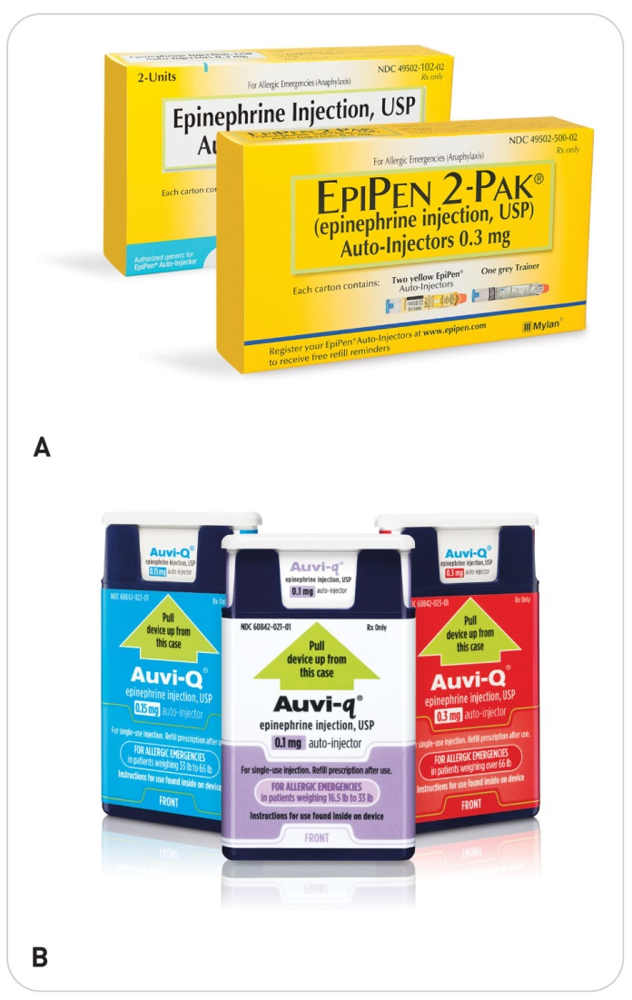 2-Units
NDC 49502-102-02
Rx only
For Allergic Emergencies (Anaphylaxis)
Epinephrine Injection, USP
Au
Each carton con
Authorized generic for
EpiPen® Auto-Injector
EPIPEN 2-PAK
NDC 49502-500-02
Rx only
For Allergic Emergencies (Anaphylaxis)
EPIPEN 2-PAK®
(epinephrine injection, USP)
Auto-Injectors 0.3 mg
Each carton contains:
Two yellow EpiPen®
Auto-Injectors
One grey Trainer
Register your EpiPen® Auto-Injectors at www.epipen.com
to receive free refill reminders
Mylan®
A
Auvi-Q®
epinephrine injection, USP
0.15 mg auto-injector
NDC 60842-022-01 Rx Onl
Pull
device up from
this case
Auvi-Q®
epinephrine injection, USP
0.15 mg auto-injector
For single-use injection. Refill prescription after u
FOR ALLERGIC EMERGENCIES
in patients weighing 33 lb to 66 lb
Instructions for use found inside on device
FRONT
Auvi-q®
epinephrine injection, USP
0.1 mg auto-injector
NDC 60842-021-01 Rx Only
Pull
device up from
this case
Auvi-q®
epinephrine injection, USP
0.1 mg auto-injector
For single-use injection. Refill prescription after use.
FOR ALLERGIC EMERGENCIES
in patients weighing 16.5 lb to 33 lb
Instructions for use found inside on device
FRONT
Auvi-Q®
epinephrine injection, USP
0.3 mg auto-injector
DC 60842-023-01 Rx Only
Pull
device up from
this case
Auvi-Q®
epinephrine injection, USP
0.3 mg auto-injector
single-use injection. Refill prescription after use.
FOR ALLERGIC EMERGENCIES
in patients weighing over 66 lb
Instructions for use found inside on device
FRONT
B